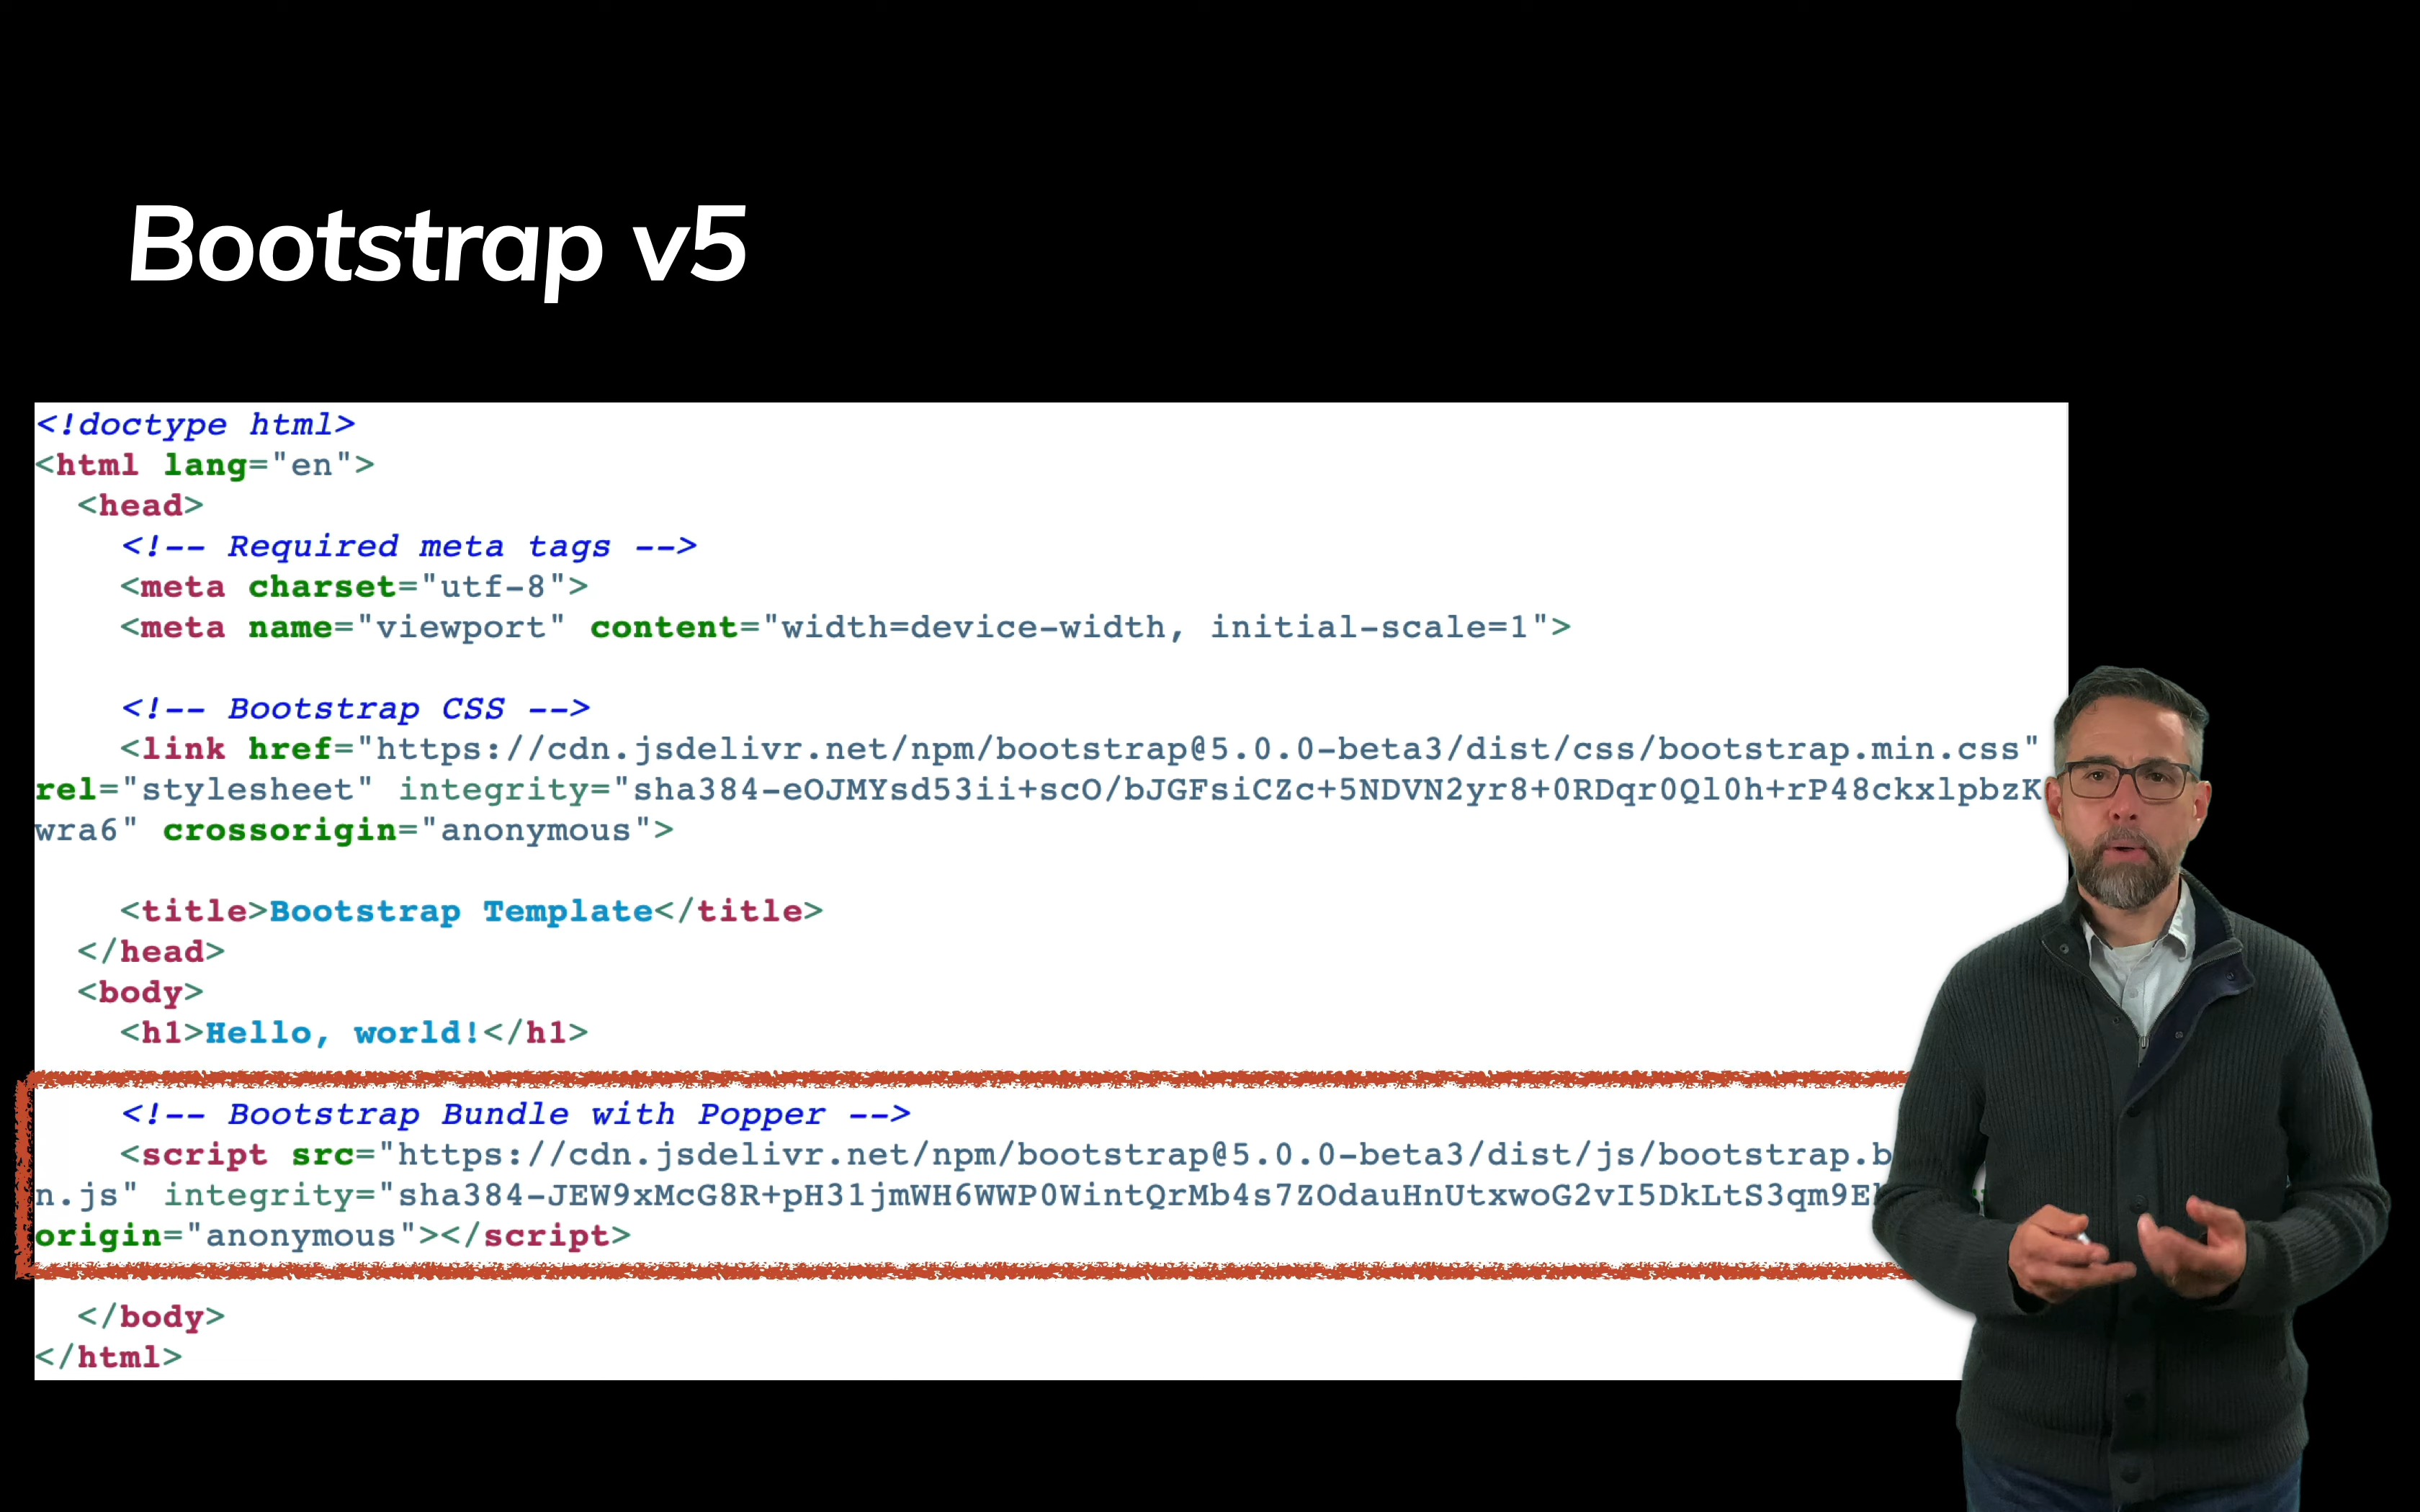 Bootstrap v5
<!doctype html>
<html lang="en">
<head>
<!-- Required meta tags -->
<meta charset="utf-8">
<meta name="viewport" content="width=device-width, initial-scale=1">
<!-- Bootstrap CSS -->
<link href="https://cdn.jsdelivr.net/npm/bootstrap@5.0.0-beta3/dist/css/bootstrap.min.css"
rel="stylesheet" integrity="sha384-eOJMYsd53ii+scO/bJGFsiCZc+5NDVN2yr8+0RDqr0Ql0h+rP48ckxlpbzK
wra6" crossorigin="anonymous">
<title>Bootstrap Template</title>
</head>
<body>
<h1>Hello, world!</h1>
<!-- Bootstrap Bundle with Popper -->
<script src="https://cdn.jsdelivr.net/npm/bootstrap@5.0.0-beta3/dist/js/bootstrap.b
n.js" integrity="sha384-JEW9xMcG8R+pH31jmWH6WWP0WintQrMb4s7ZOdauHnUtxwoG2vI5DkLtS3qm9E
origin="anonymous"></script>
</body>
</html>